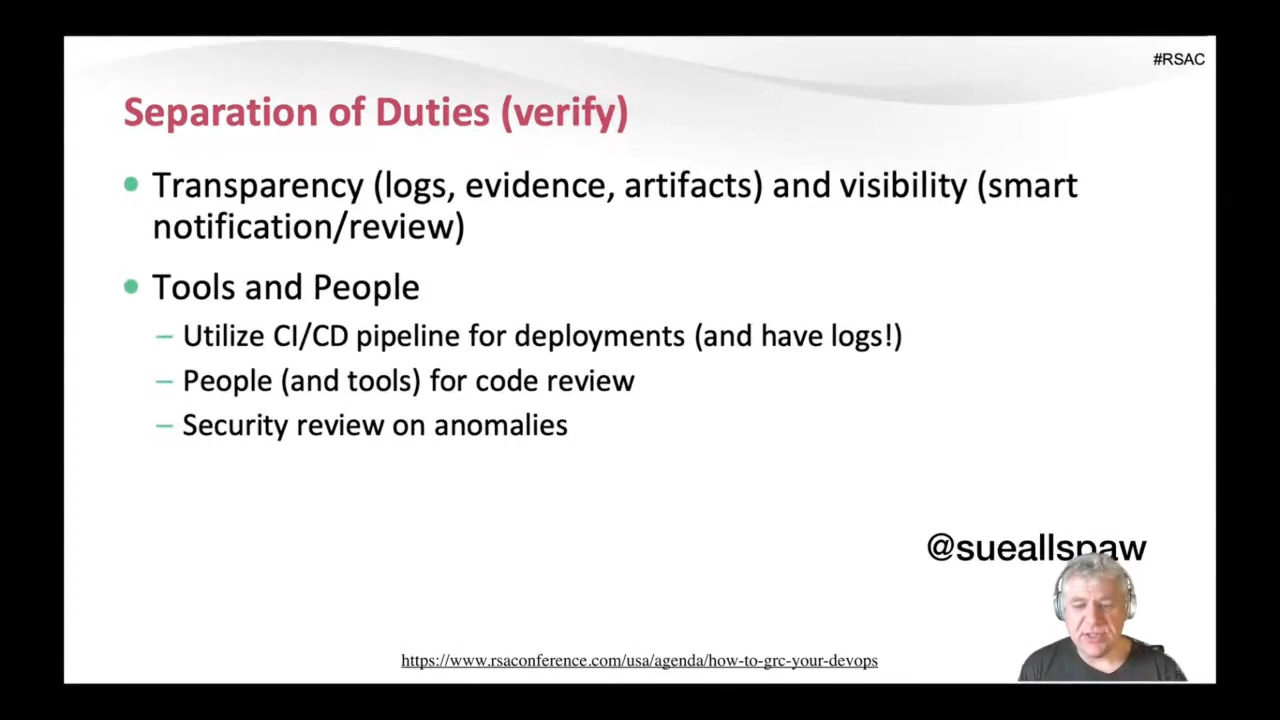 #RSAC
Separation of Duties (verify)
• Transparency (logs, evidence, artifacts) and visibility (smart
notification/review)
• Tools and People
– Utilize CI/CD pipeline for deployments (and have logs!)
– People (and tools) for code review
– Security review on anomalies
@sueallspaw
https://www.rsaconference.com/usa/agenda/how-to-grc-your-devops